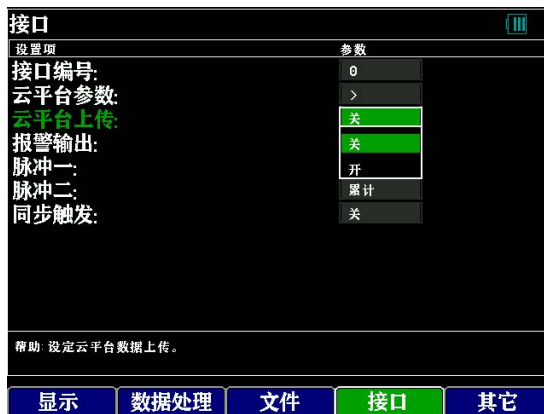 接口
设置项 参数
接口编号: 0
云平台参数: >
云平台上传: 关
报警输出: 关
脉冲一: 开
脉冲二: 累计
同步触发: 关
帮助: 设定云平台数据上传。
显示 数据处理 文件 接口 其它